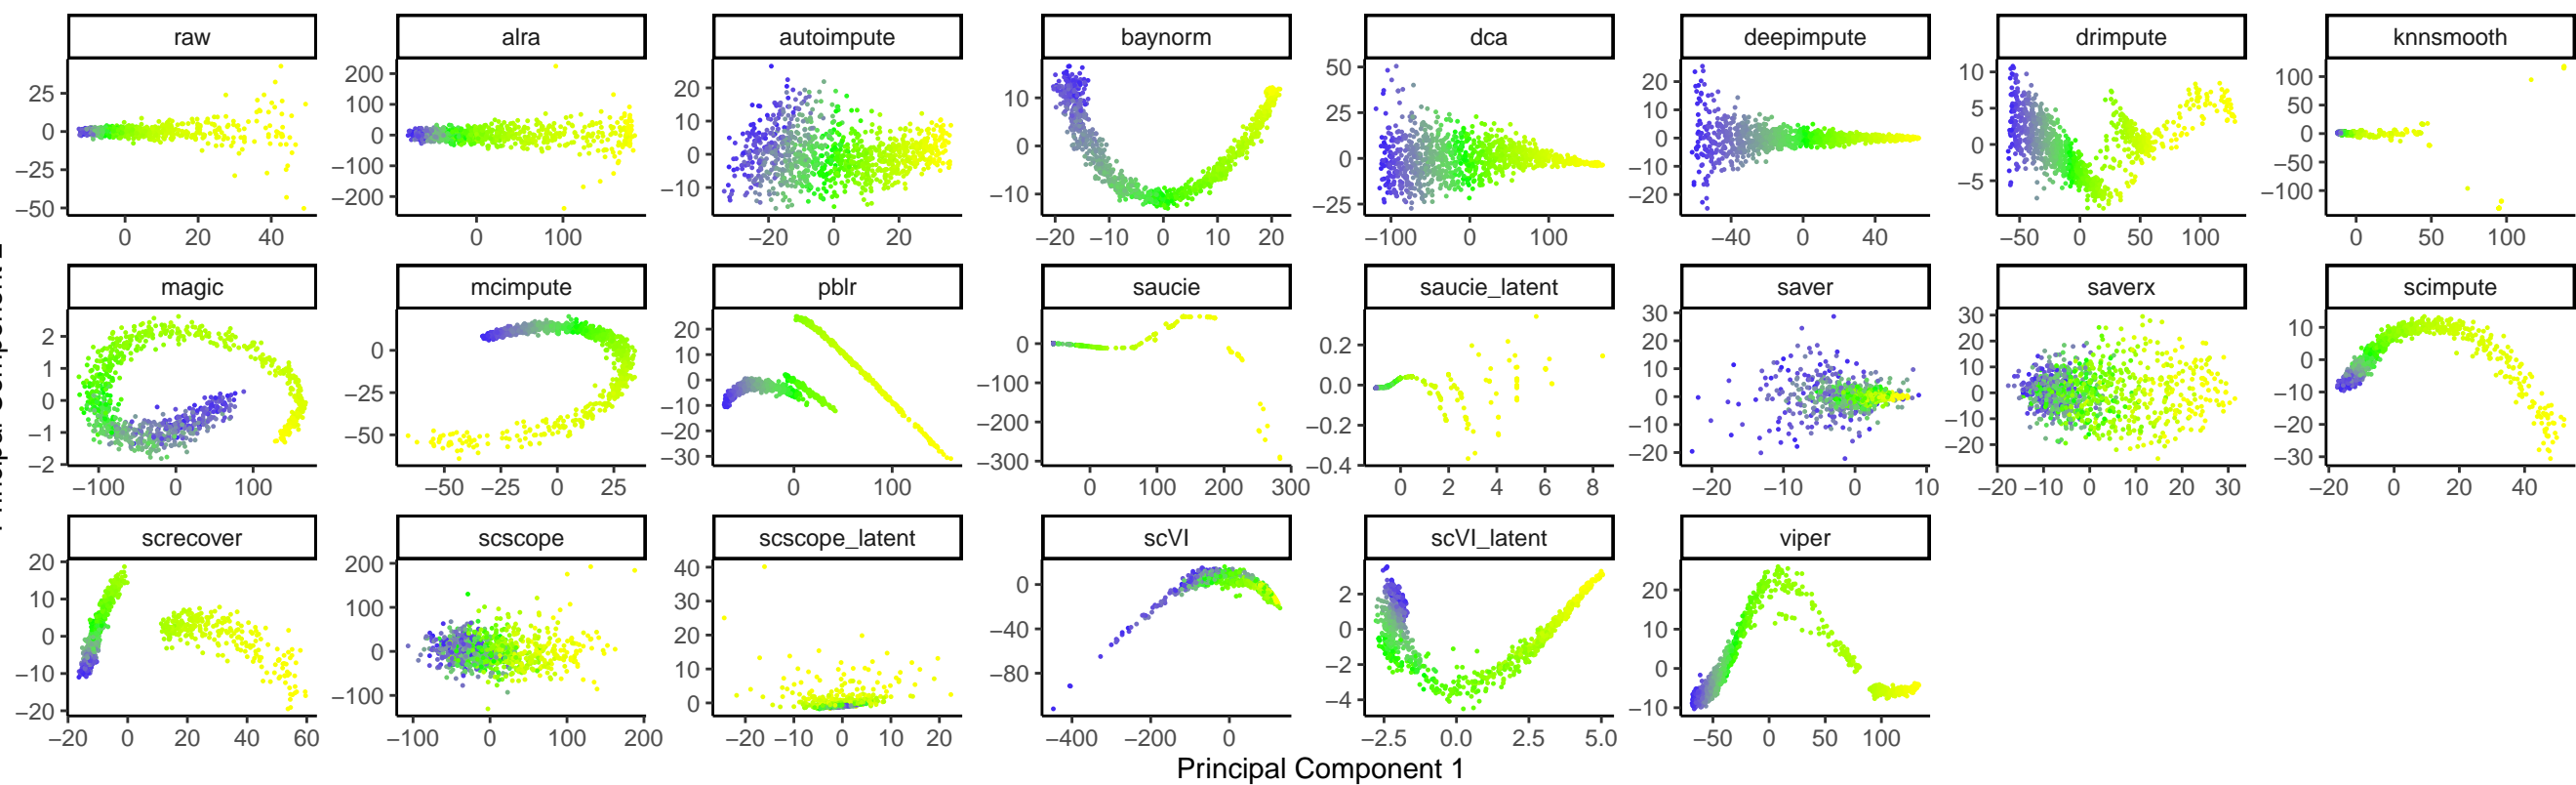 raw alra autoimpute baynorm dca deepimpute drimpute knnsmooth
25 0 −25 −50
200 100 0 −100 −200
20 10 0 −10
10 0 −10
50 25 0 −25
20 10 0 −10 −20
10 5 0 −5
100 50 0 −50 −100
0 20 40
0 100
−20 0 20
−20 −10 0 10 20
−100 0 100
−40 0 40
−50 0 50 100
0 50 100
magic mcimpute pblr saucie saucie_latent saver saverx scimpute
2 1 0 −1 −2
0 −25 −50
20 10 0 −10 −20 −30
0 −100 −200 −300
0.2 0.0 −0.2 −0.4
30 20 10 0 −10 −20
30 20 10 0 −10 −20
10 0 −10 −20 −30
−100 0 100
−50 −25 0 25
0 100
0 100 200 300
0 2 4 6 8
−20 −10 0 10
−20 −10 0 10 20 30
−20 0 20 40
screcover scscope scscope_latent scVI scVI_latent viper
20 10 0 −10 −20
200 100 0 −100
40 30 20 10 0
0 −40 −80
2 0 −2 −4
20 10 0 −10
−20 0 20 40 60
−100 0 100 200
−20 −10 0 10 20
−400 −200 0
−2.5 0.0 2.5 5.0
−50 0 50 100
Principal Component 1